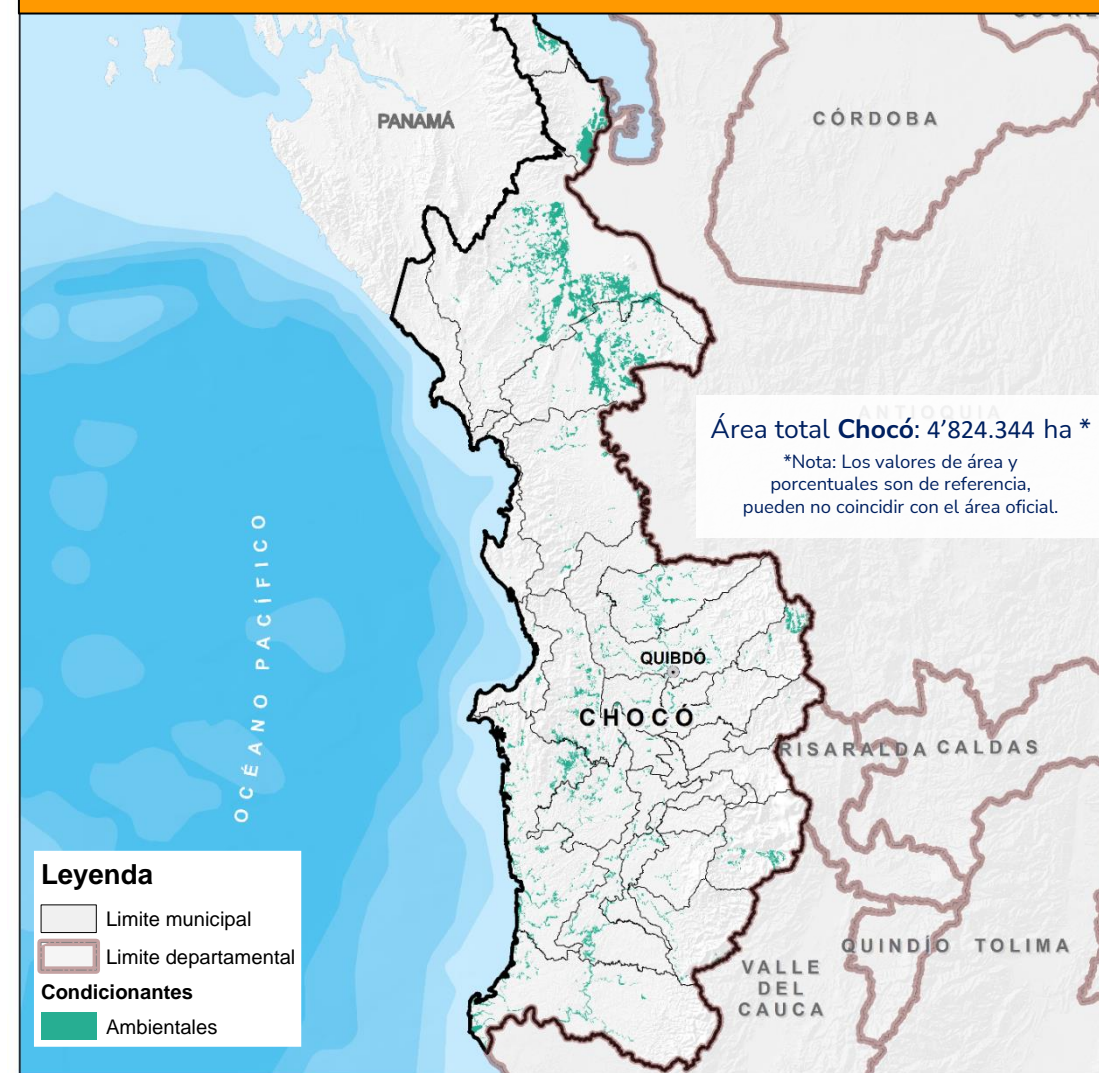 PANAMÁ
CÓRDOBA
ANTIOQUIA
Área total Chocó: 4’824.344 ha *
*Nota: Los valores de área y
porcentuales son de referencia,
pueden no coincidir con el área oficial.
OCÉANO PACÍFICO
QUIBDÓ
CHOCÓ
RISARALDA CALDAS
Leyenda
Limite municipal
Limite departamental
Condicionantes
Ambientales
QUINDÍO TOLIMA
VALLE
DEL
CAUCA